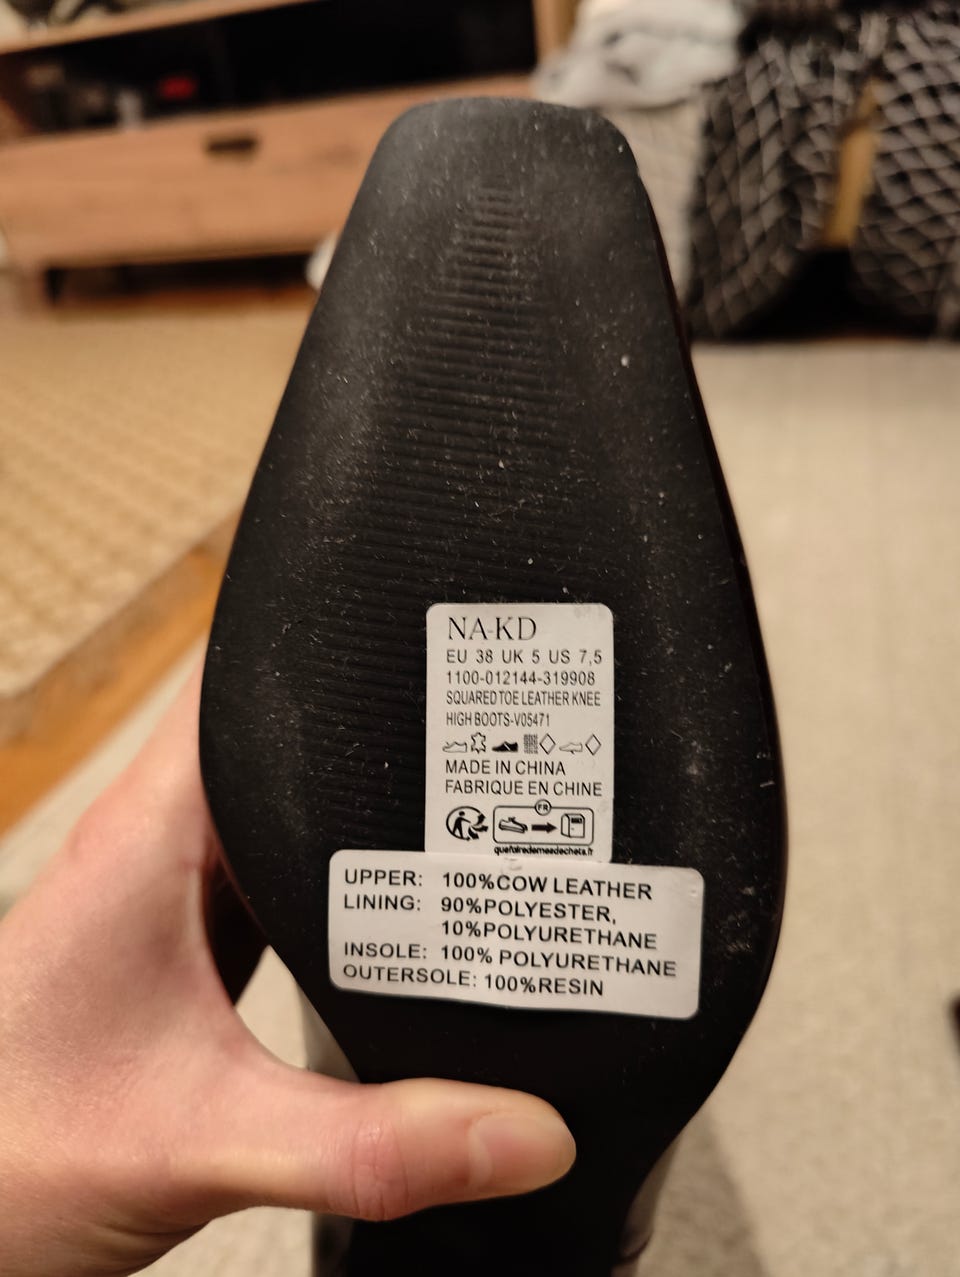 NA-KD
EU 38 UK 5 US 7,5
1100-012144-319908
SQUARED TOE LEATHER KNEE
HIGH BOOTS-V05471
MADE IN CHINA
FABRIQUE EN CHINE
FR
quefairedemesdechets.fr
UPPER: 100%COW LEATHER
LINING: 90%POLYESTER,
10%POLYURETHANE
INSOLE: 100% POLYURETHANE
OUTERSOLE: 100%RESIN